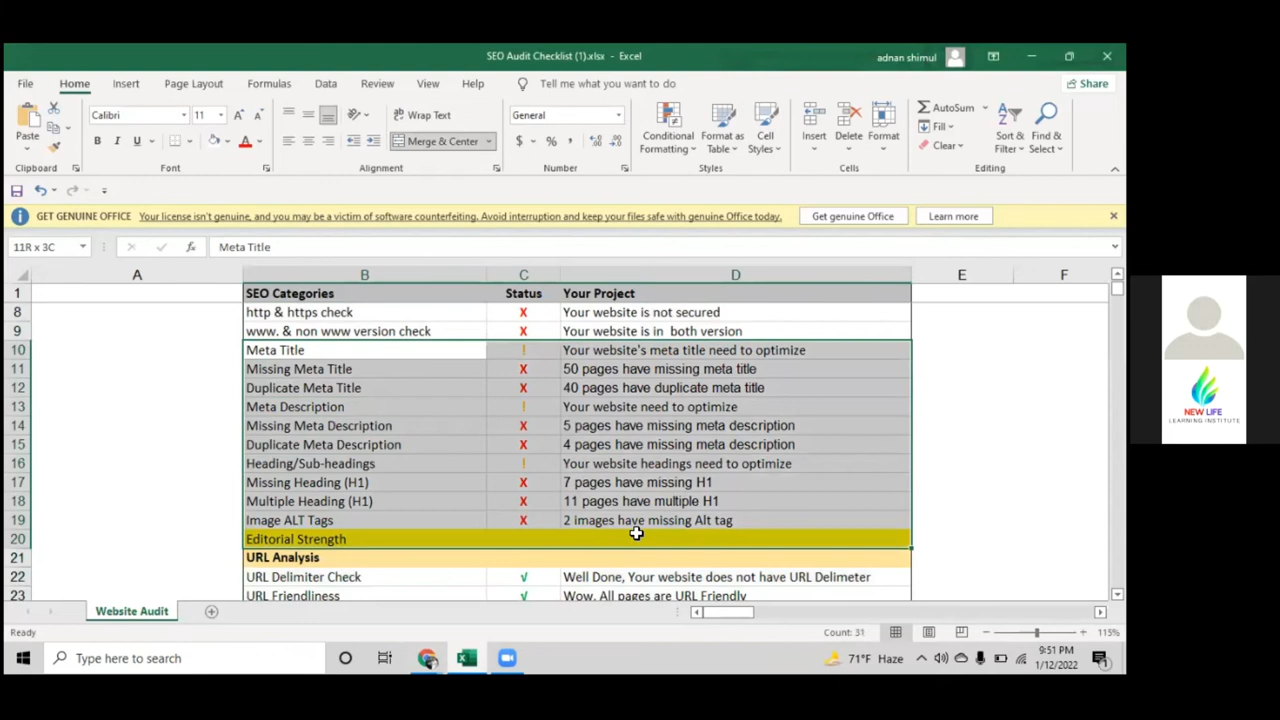 SEO Audit Checklist (1).xlsx - Excel
adnan shimul
File Home Insert Page Layout Formulas Data Review View Help Tell me what you want to do Share
Paste
Calibri 11
B I U A
Wrap Text
Merge & Center
General
$ % ,
Conditional Formatting
Format as Table
Cell Styles
Insert Delete Format
AutoSum
Fill
Clear
Sort & Filter
Find & Select
Clipboard Font Alignment Number Styles Cells Editing
GET GENUINE OFFICE Your license isn't genuine, and you may be a victim of software counterfeiting. Avoid interruption and keep your files safe with genuine Office today. Get genuine Office Learn more
11R x 3C fx Meta Title
A B C D E F
1 SEO Categories Status Your Project
8 http & https check X Your website is not secured
9 www. & non www version check X Your website is in both version
10 Meta Title ! Your website's meta title need to optimize
11 Missing Meta Title X 50 pages have missing meta title
12 Duplicate Meta Title X 40 pages have duplicate meta title
13 Meta Description ! Your website need to optimize
14 Missing Meta Description X 5 pages have missing meta description
15 Duplicate Meta Description X 4 pages have missing meta description
16 Heading/Sub-headings ! Your website headings need to optimize
17 Missing Heading (H1) X 7 pages have missing H1
18 Multiple Heading (H1) X 11 pages have multiple H1
19 Image ALT Tags X 2 images have missing Alt tag
20 Editorial Strength
21 URL Analysis
22 URL Delimiter Check √ Well Done, Your website does not have URL Delimeter
23 URL Friendliness √ Wow. All pages are URL Friendly
Website Audit
Ready Count: 31 115%
Type here to search
71°F Haze
9:51 PM
1/12/2022
NEW LIFE
LEARNING INSTITUTE